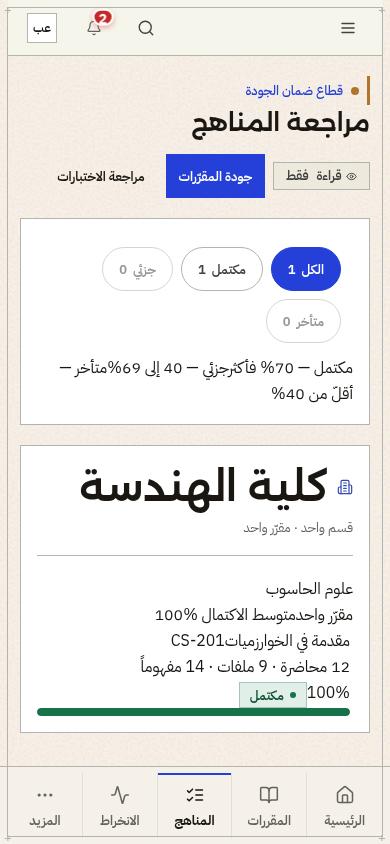 2
عب
قطاع ضمان الجودة
مراجعة المناهج
قراءة فقط
جودة المقرّرات
مراجعة الاختبارات
الكل 1
مكتمل 1
جزئي 0
متأخر 0
مكتمل — 70% فأكثرجزئي — 40 إلى 69%متأخر —
أقلّ من 40%
كلية الهندسة
قسم واحد · مقرّر واحد
علوم الحاسوب
مقرّر واحدمتوسط الاكتمال 100%
مقدمة في الخوارزمياتCS-201
12 محاضرة · 9 ملفات · 14 مفهوماً
100%
مكتمل
الرئيسية
المقررات
المناهج
الانخراط
المزيد